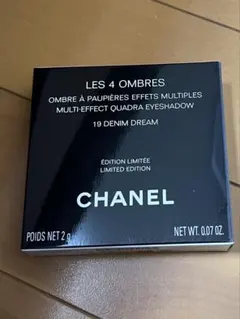 LES 4 OMBRES
OMBRE À PAUPIÈRES EFFETS MULTIPLES
MULTI-EFFECT QUADRA EYESHADOW
19 DENIM DREAM
ÉDITION LIMITÉE
LIMITED EDITION
CHANEL
POIDS NET 2 g
NET WT. 0.07 OZ.